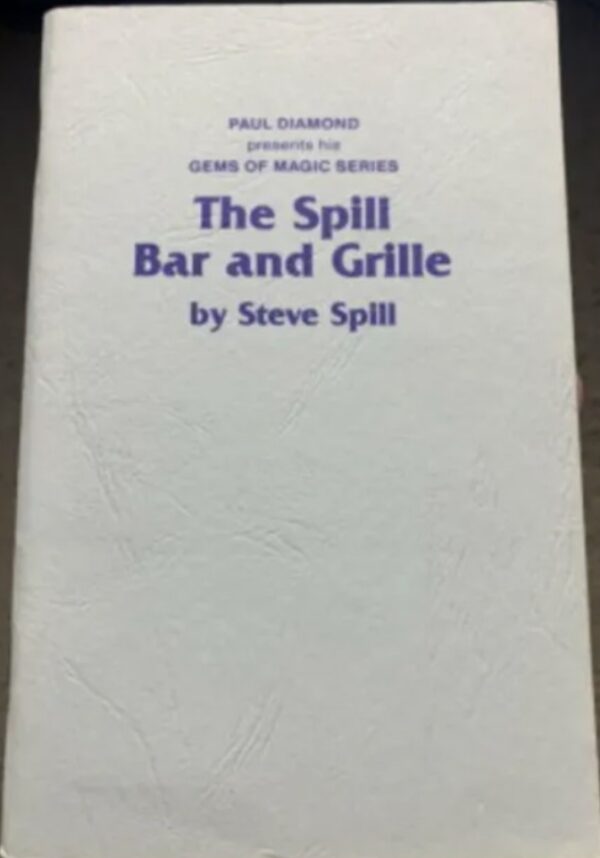 PAUL DIAMOND
presents his
GEMS OF MAGIC SERIES
The Spill
Bar and Grille
by Steve Spill